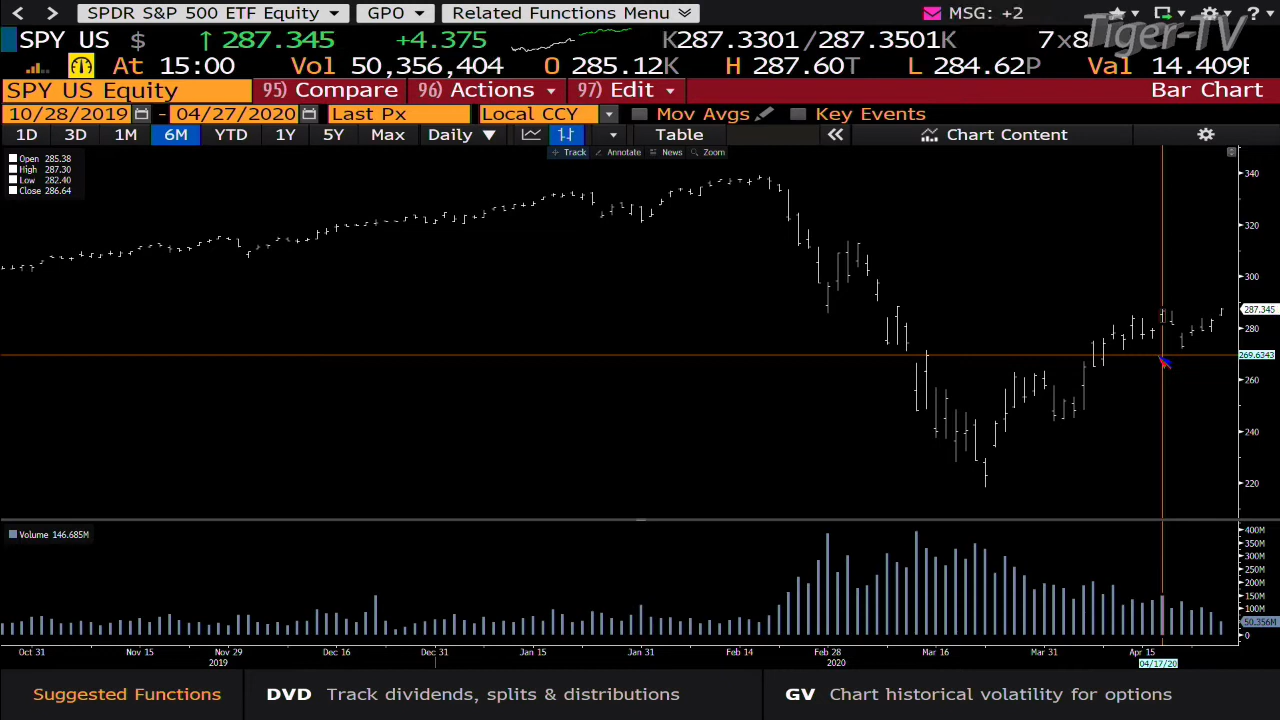 SPDR S&P 500 ETF Equity GPO Related Functions Menu MSG: +2 ?
Tiger-TV
SPY US $ ↑ 287.345 +4.375 K287.3301/287.3501K 7x8
At 15:00 Vol 50,356,404 O 285.12K H 287.60T L 284.62P Val 14.409B
SPY US Equity 95) Compare 96) Actions 97) Edit Bar Chart
10/28/2019 - 04/27/2020 Last Px Local CCY Mov Avgs Key Events
1D 3D 1M 6M YTD 1Y 5Y Max Daily ▼ Table « Chart Content
+ Track Annotate News Zoom
Open 285.38
High 287.30
Low 282.40
Close 286.64
340
320
300
287.345
280
269.6343
260
240
220
Volume 146.685M
400M
350M
300M
250M
200M
150M
100M
50.356M
0
Oct 31 Nov 15 Nov 29 Dec 16 Dec 31 Jan 15 Jan 31 Feb 14 Feb 28 Mar 16 Mar 31 Apr 15
2019 2020 04/17/20
Suggested Functions DVD Track dividends, splits & distributions GV Chart historical volatility for options